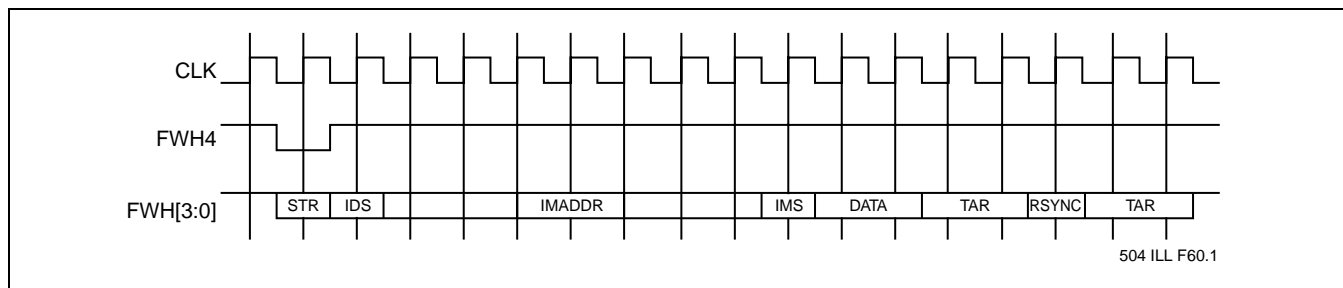 CLK
FWH4
FWH[3:0]
STR IDS IMADDR IMS DATA TAR RSYNC TAR
504 ILL F60.1